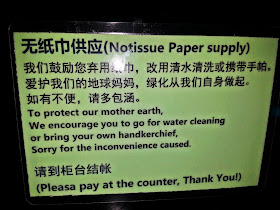 无纸巾供应(Notissue Paper supply)
我们鼓励您弃用纸巾，改用清水清洗或携带手帕。
爱护我们的地球妈妈，绿化从我们自身做起。
如有不便，请多包涵。
To protect our mother earth,
We encourage you to go for water cleaning
or bring your own handkerchief,
Sorry for the inconvenience caused.
请到柜台结帐
(Pleasa pay at the counter, Thank You!)